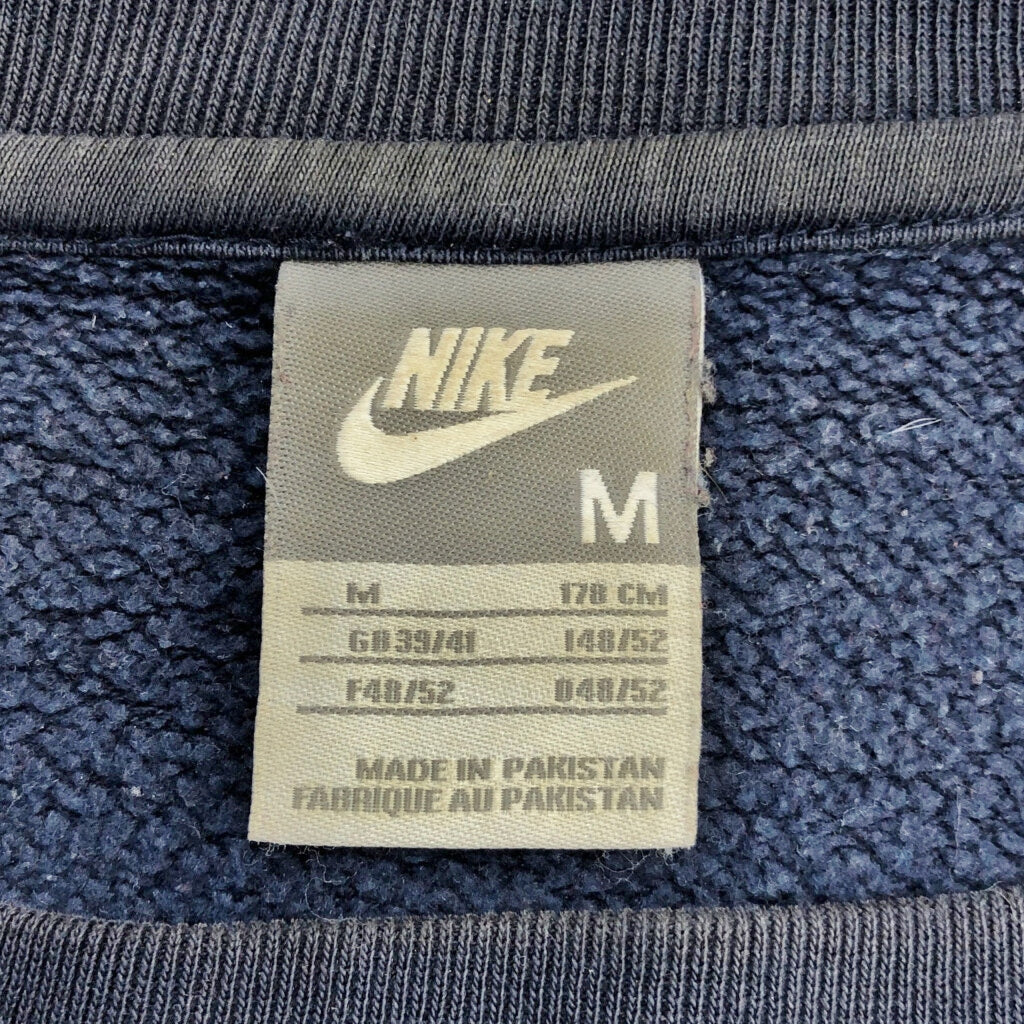 NIKE
M
M 178 CM
GB 39/41 I48/52
F48/52 D48/52
MADE IN PAKISTAN
FABRIQUE AU PAKISTAN